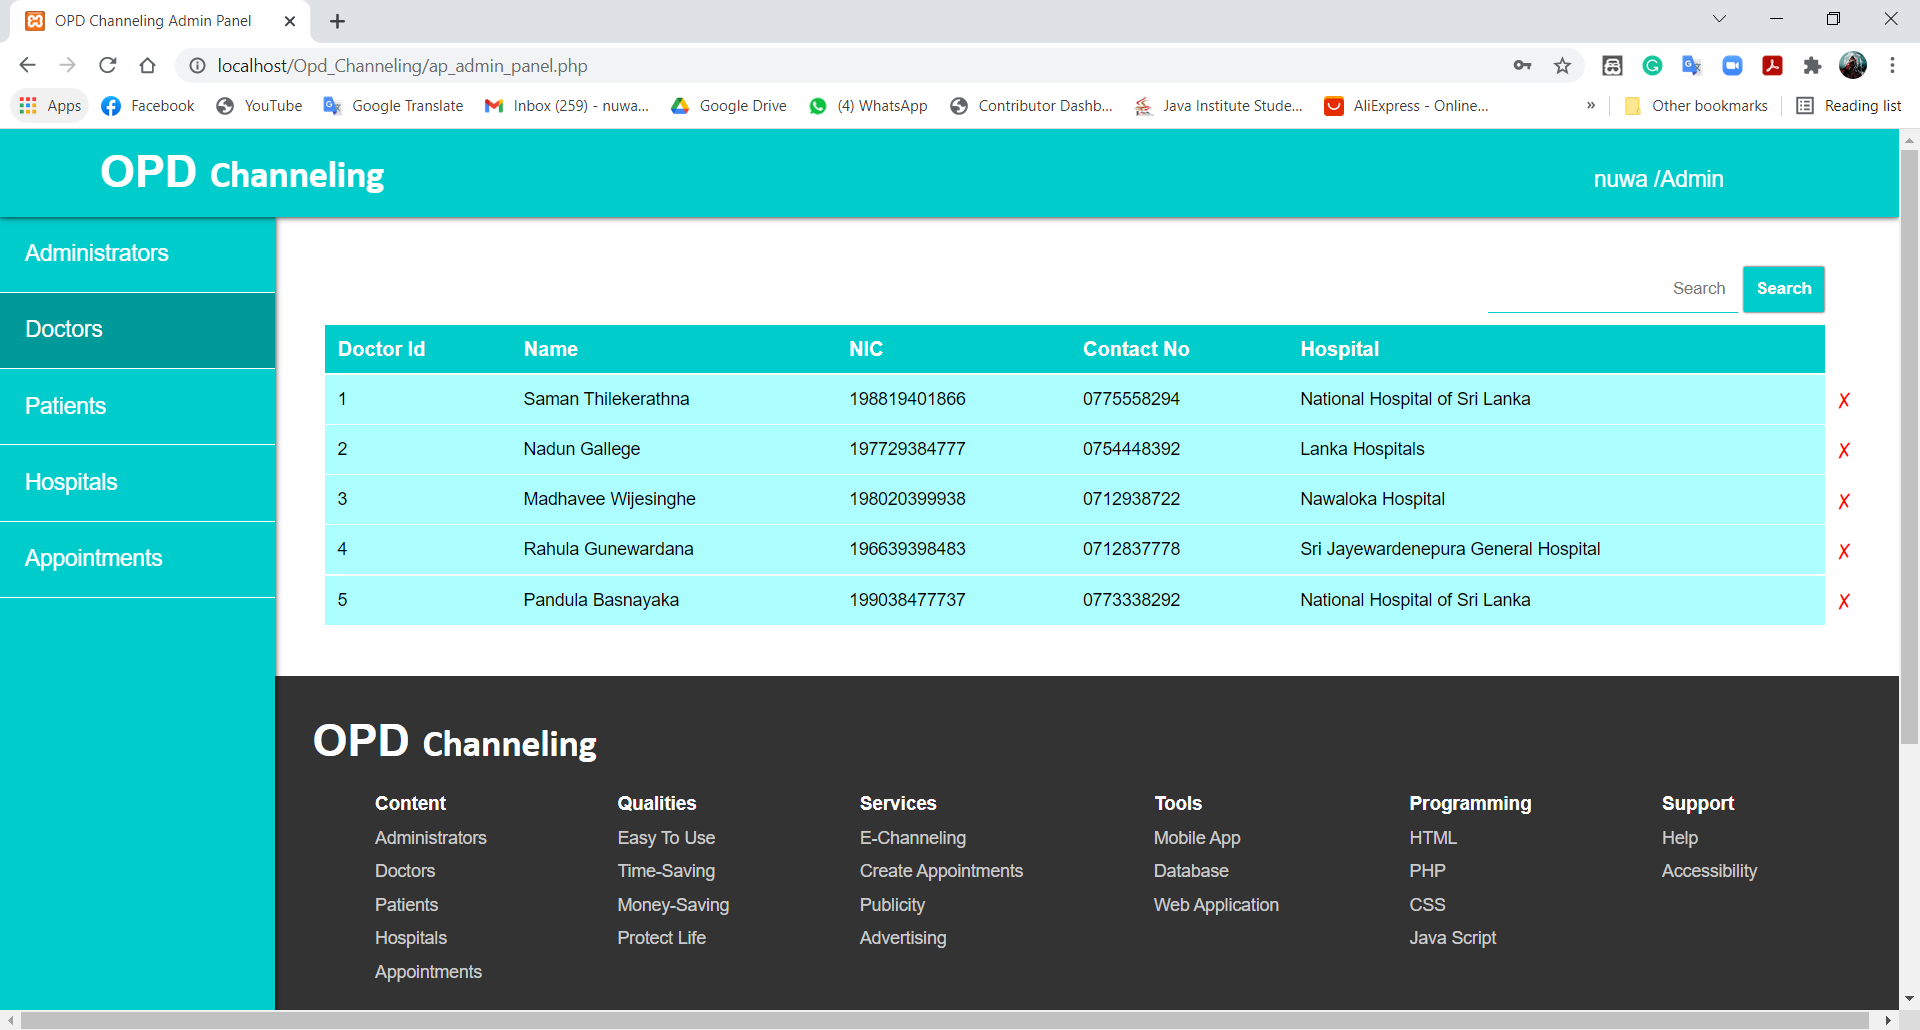 OPD Channeling Admin Panel
localhost/Opd_Channeling/ap_admin_panel.php
Apps Facebook YouTube Google Translate Inbox (259) - nuwa... Google Drive (4) WhatsApp Contributor Dashb... Java Institute Stude... AliExpress - Online... » Other bookmarks Reading list
OPD Channeling
nuwa /Admin
Administrators
Doctors
Patients
Hospitals
Appointments
Search Search
Doctor Id Name NIC Contact No Hospital
1 Saman Thilekerathna 198819401866 0775558294 National Hospital of Sri Lanka ✗
2 Nadun Gallege 197729384777 0754448392 Lanka Hospitals ✗
3 Madhavee Wijesinghe 198020399938 0712938722 Nawaloka Hospital ✗
4 Rahula Gunewardana 196639398483 0712837778 Sri Jayewardenepura General Hospital ✗
5 Pandula Basnayaka 199038477737 0773338292 National Hospital of Sri Lanka ✗
OPD Channeling
Content Qualities Services Tools Programming Support
Administrators Easy To Use E-Channeling Mobile App HTML Help
Doctors Time-Saving Create Appointments Database PHP Accessibility
Patients Money-Saving Publicity Web Application CSS
Hospitals Protect Life Advertising Java Script
Appointments